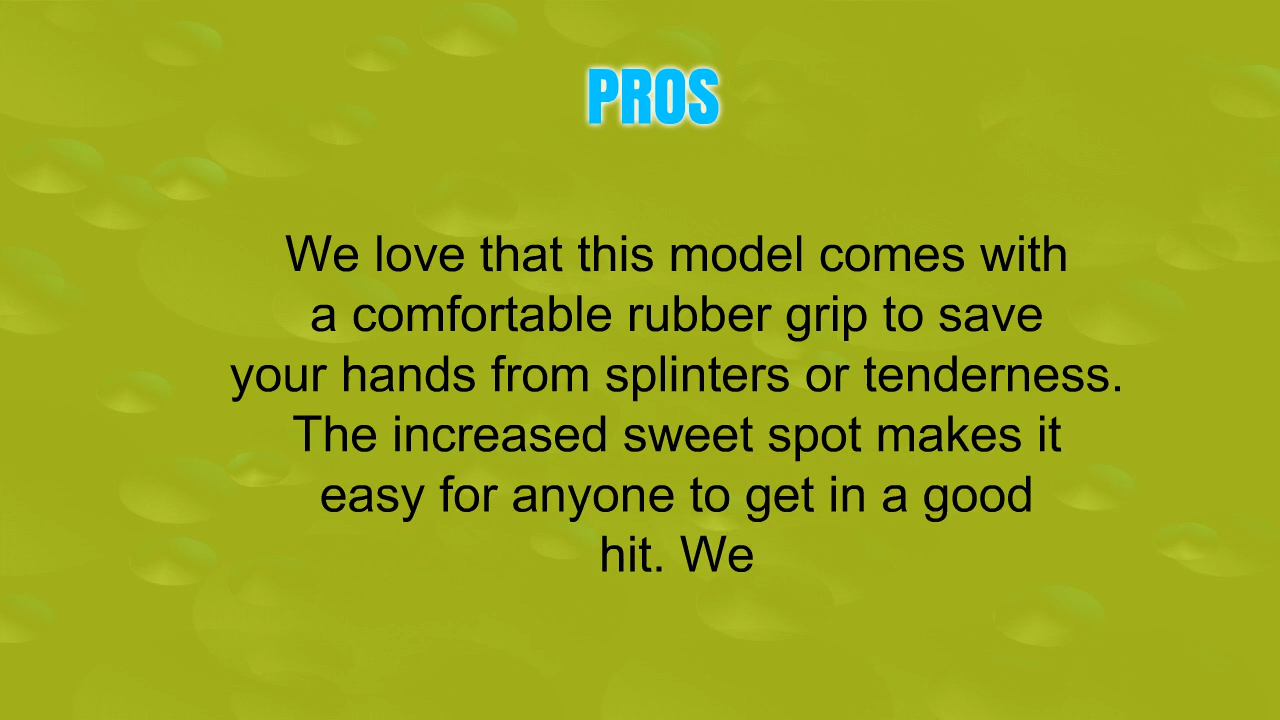 PROS
We love that this model comes with
a comfortable rubber grip to save
your hands from splinters or tenderness.
The increased sweet spot makes it
easy for anyone to get in a good
hit. We